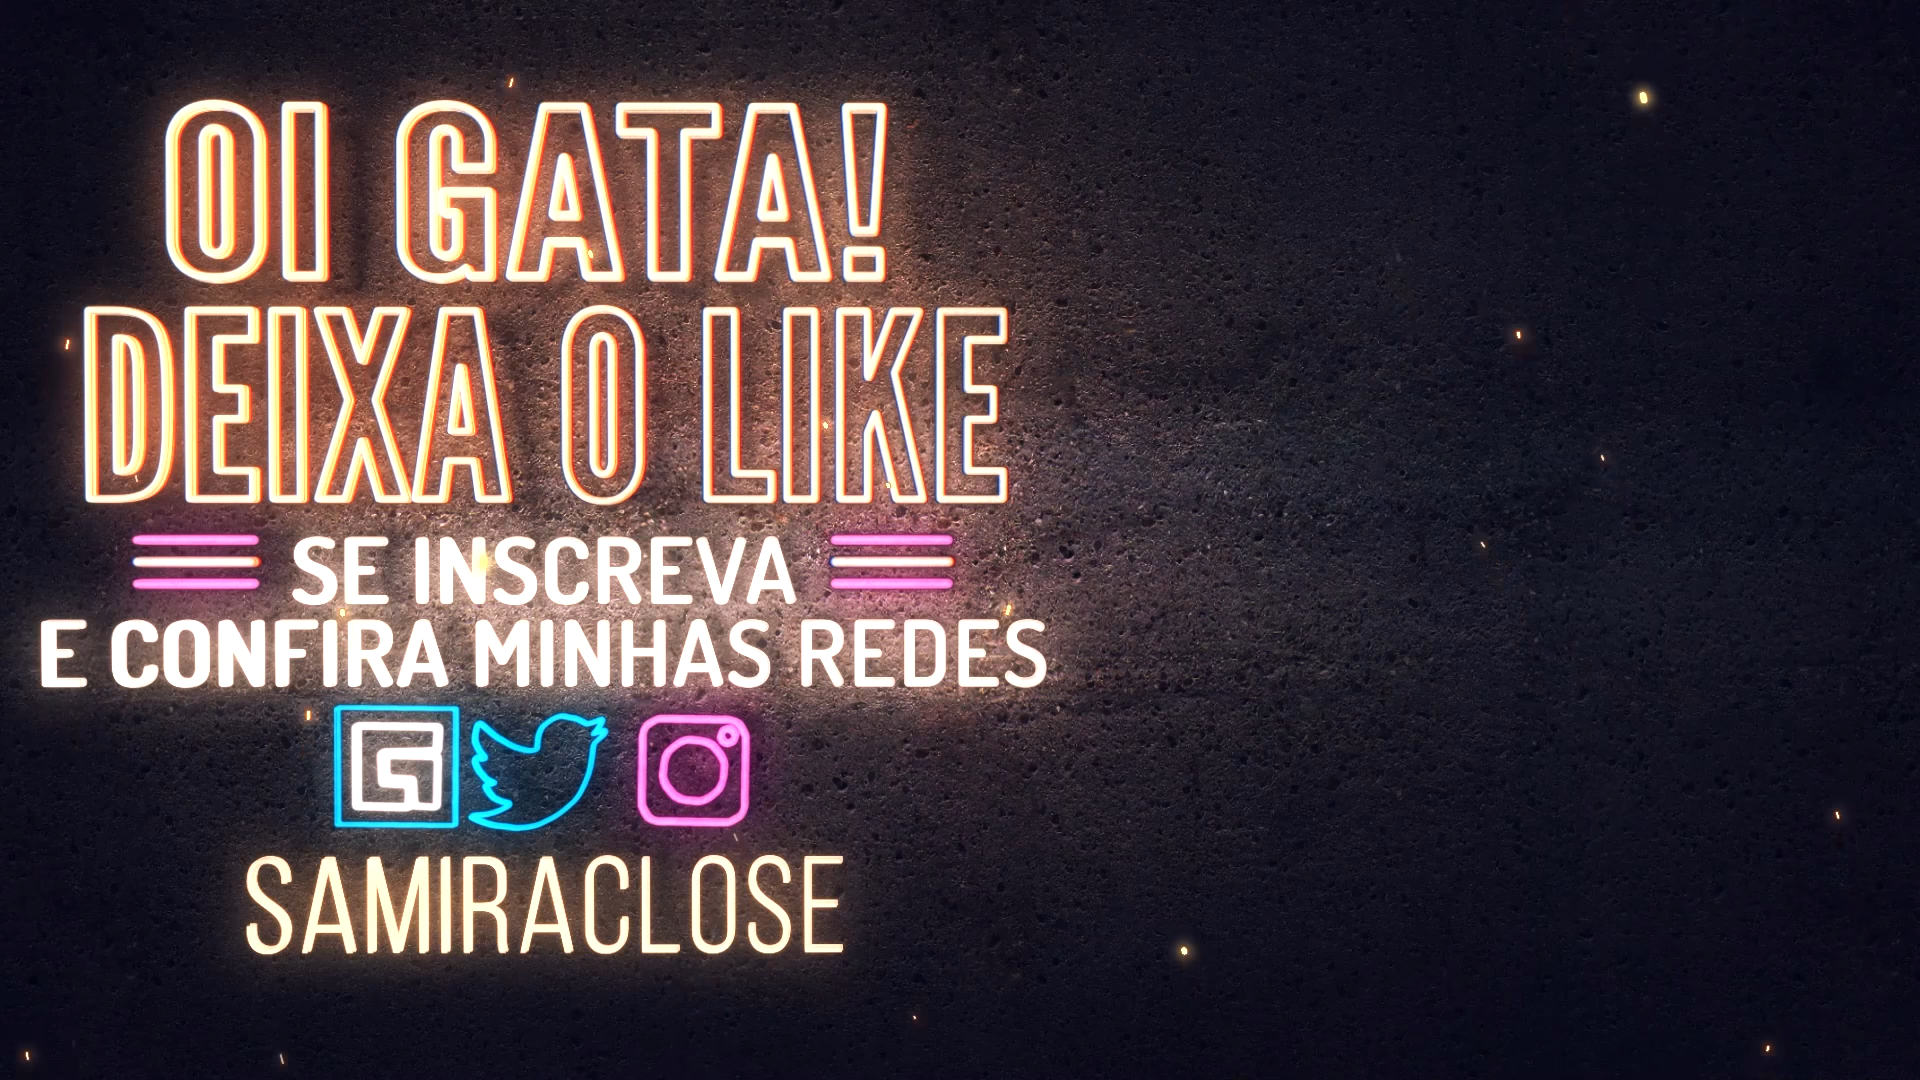 OI GATA!
DEIXA O LIKE
SE INSCREVA
E CONFIRA MINHAS REDES
SAMIRACLOSE